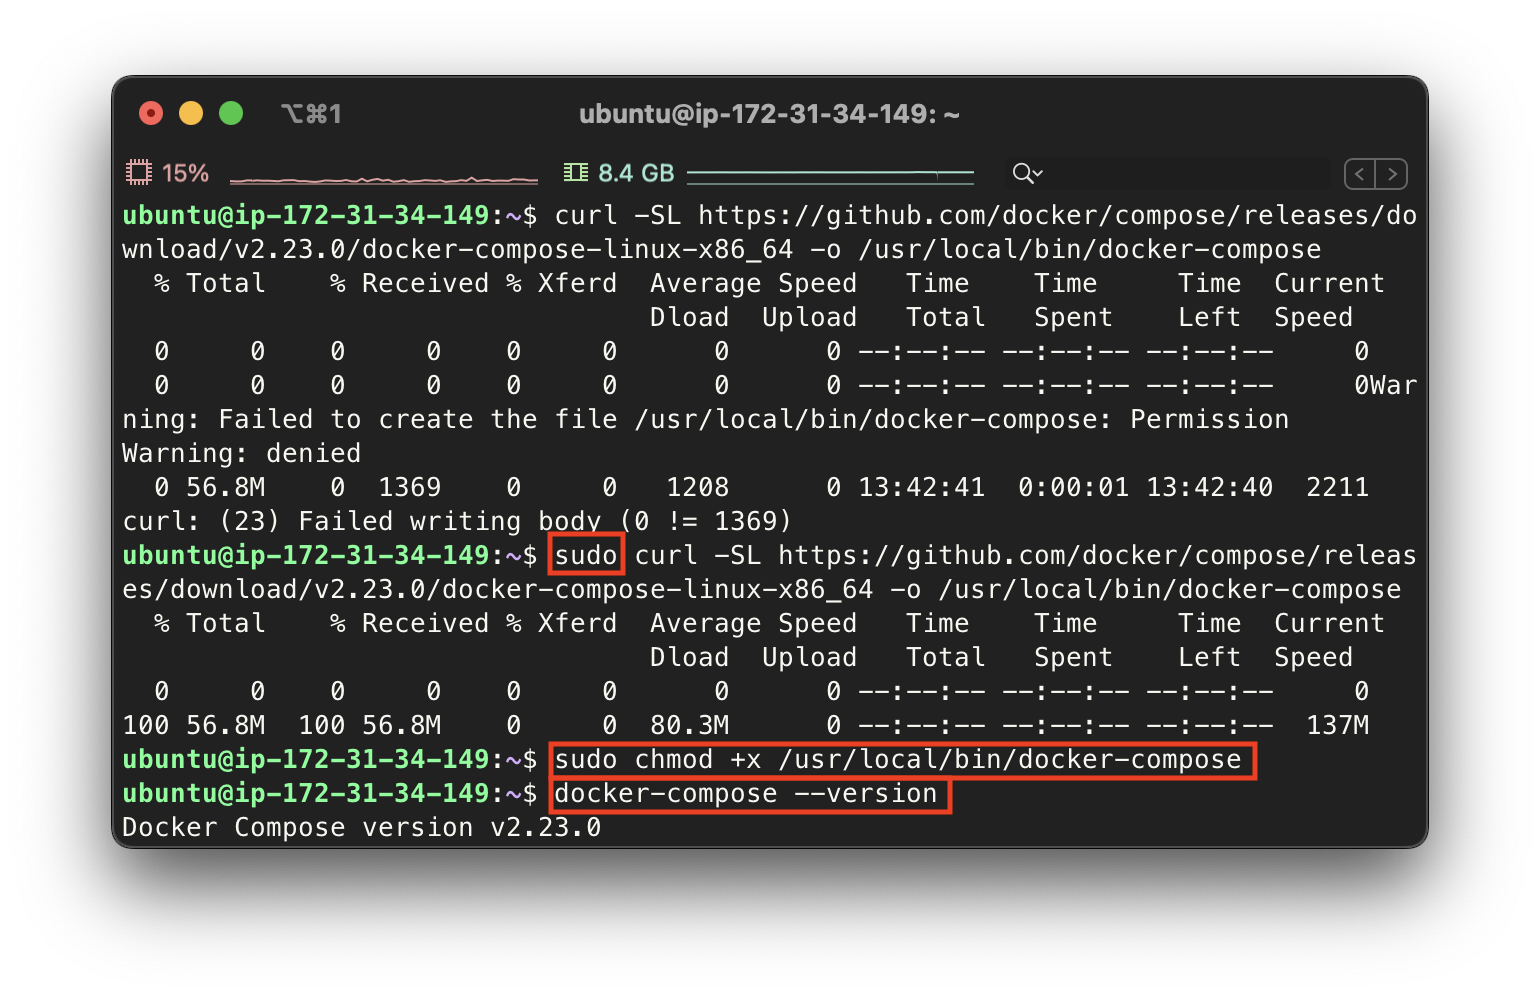 ⌥⌘1 ubuntu@ip-172-31-34-149: ~
15% 8.4 GB
ubuntu@ip-172-31-34-149:~$ curl -SL https://github.com/docker/compose/releases/do
wnload/v2.23.0/docker-compose-linux-x86_64 -o /usr/local/bin/docker-compose
  % Total    % Received % Xferd  Average Speed   Time    Time     Time  Current
                                 Dload  Upload   Total   Spent    Left  Speed
  0     0    0     0    0     0      0      0 --:--:-- --:--:-- --:--:--     0
  0     0    0     0    0     0      0      0 --:--:-- --:--:-- --:--:--     0War
ning: Failed to create the file /usr/local/bin/docker-compose: Permission
Warning: denied
  0 56.8M    0  1369    0     0   1208      0 13:42:41  0:00:01 13:42:40  2211
curl: (23) Failed writing body (0 != 1369)
ubuntu@ip-172-31-34-149:~$ sudo curl -SL https://github.com/docker/compose/releas
es/download/v2.23.0/docker-compose-linux-x86_64 -o /usr/local/bin/docker-compose
  % Total    % Received % Xferd  Average Speed   Time    Time     Time  Current
                                 Dload  Upload   Total   Spent    Left  Speed
  0     0    0     0    0     0      0      0 --:--:-- --:--:-- --:--:--     0
100 56.8M  100 56.8M    0     0  80.3M      0 --:--:-- --:--:-- --:--:--  137M
ubuntu@ip-172-31-34-149:~$ sudo chmod +x /usr/local/bin/docker-compose
ubuntu@ip-172-31-34-149:~$ docker-compose --version
Docker Compose version v2.23.0